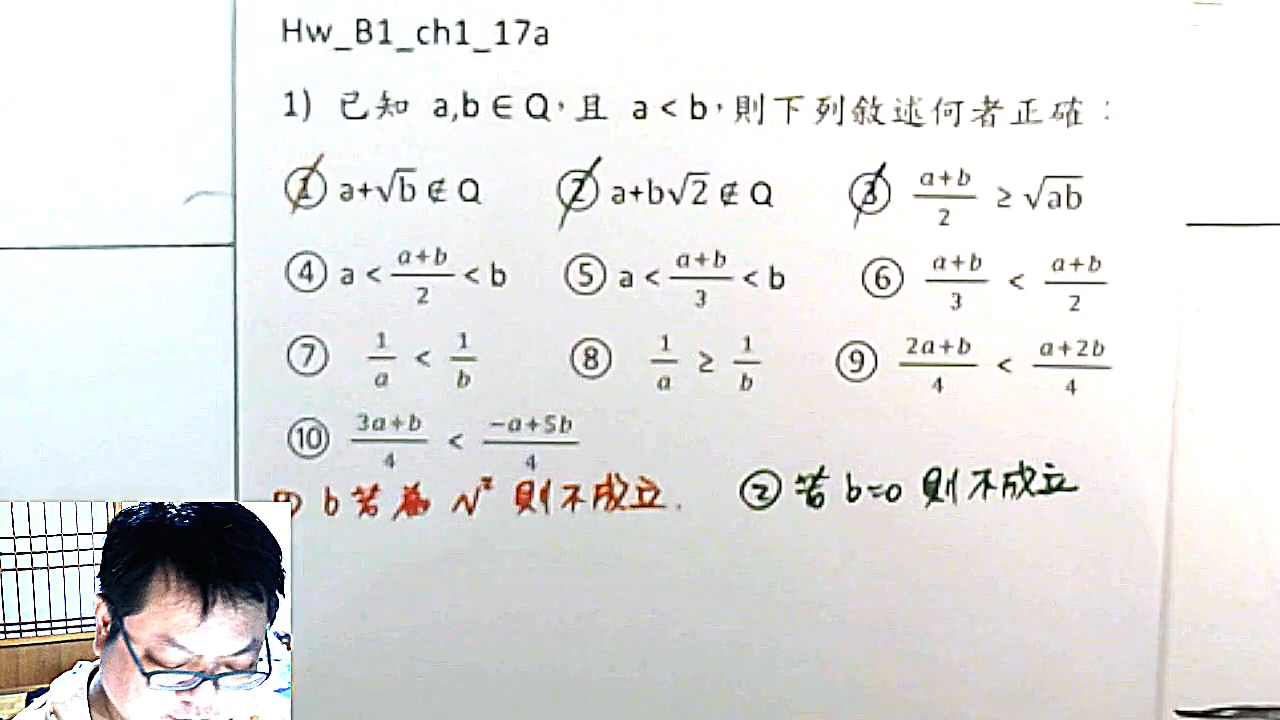 Hw_B1_ch1_17a
1) 已知 a,b ∈ Q,且 a < b,則下列敘述何者正確:
① a+√b ∉ Q ② a+b√2 ∉ Q ③ (a+b)/2 ≥ √ab
④ a < (a+b)/2 < b ⑤ a < (a+b)/3 < b ⑥ (a+b)/3 < (a+b)/2
⑦ 1/a < 1/b ⑧ 1/a ≥ 1/b ⑨ (2a+b)/4 < (a+2b)/4
⑩ (3a+b)/4 < (-a+5b)/4
① b若為 N² 則不成立. ② 若 b=0 則不成立